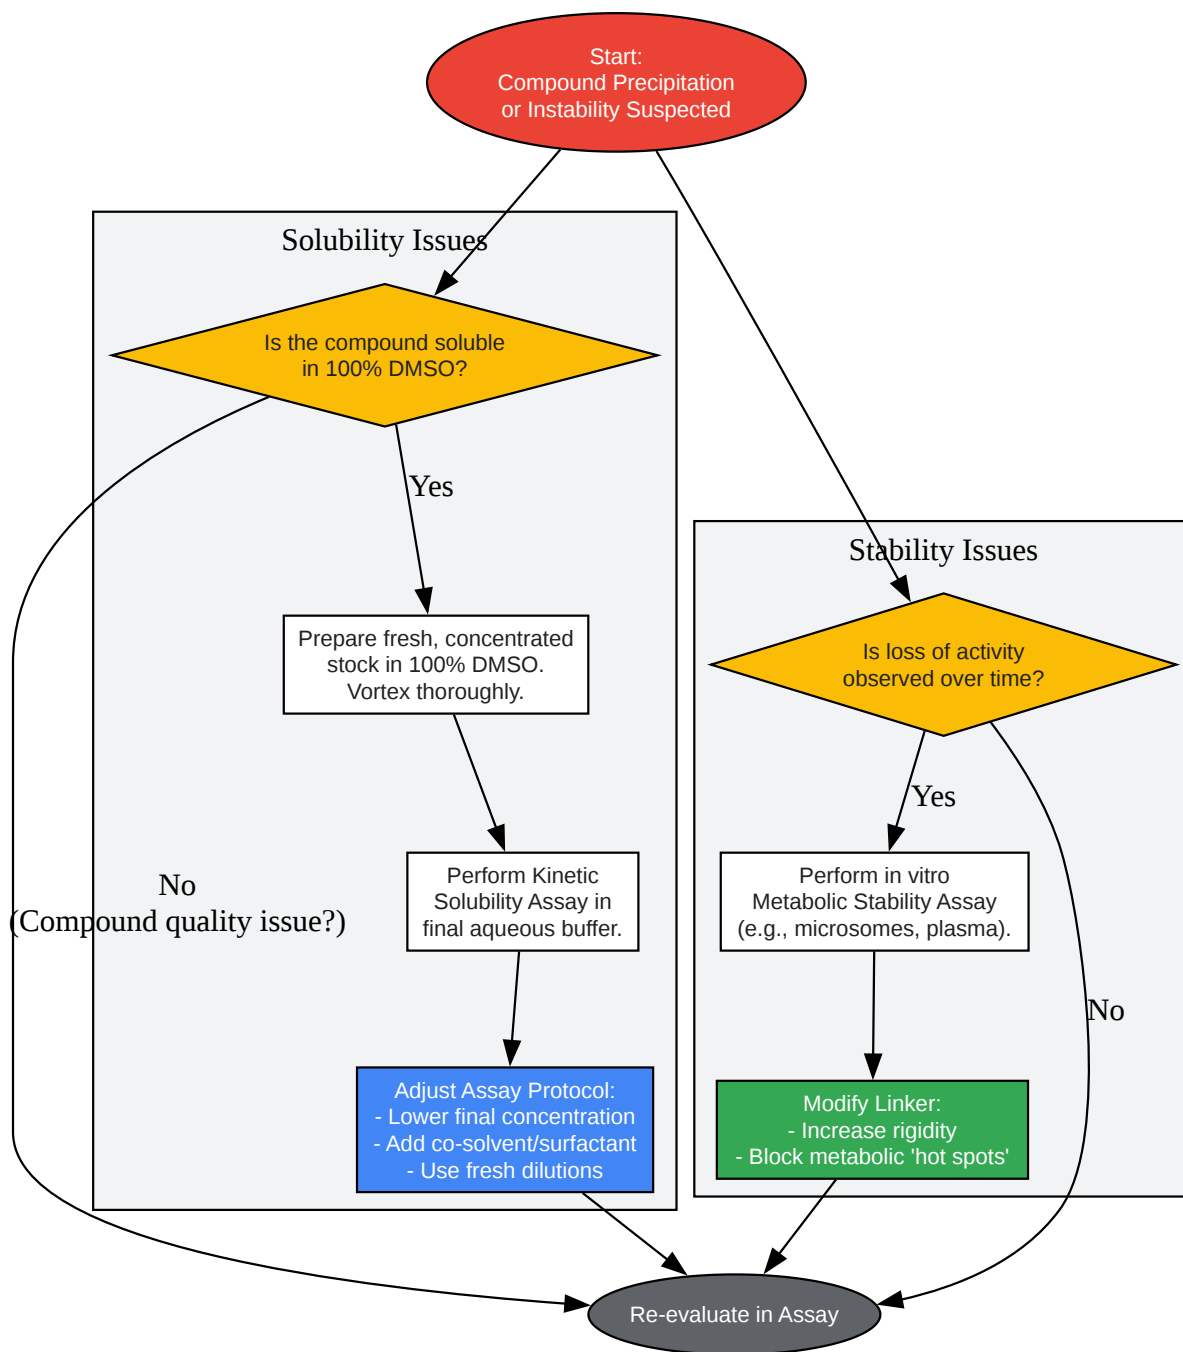 Start:
Compound Precipitation
or Instability Suspected
Solubility Issues
Is the compound soluble
in 100% DMSO?
Yes
Prepare fresh, concentrated
stock in 100% DMSO.
Vortex thoroughly.
Perform Kinetic
Solubility Assay in
final aqueous buffer.
No
(Compound quality issue?)
Adjust Assay Protocol:
- Lower final concentration
- Add co-solvent/surfactant
- Use fresh dilutions
Stability Issues
Is loss of activity
observed over time?
Yes
Perform in vitro
Metabolic Stability Assay
(e.g., microsomes, plasma).
No
Modify Linker:
- Increase rigidity
- Block metabolic 'hot spots'
Re-evaluate in Assay